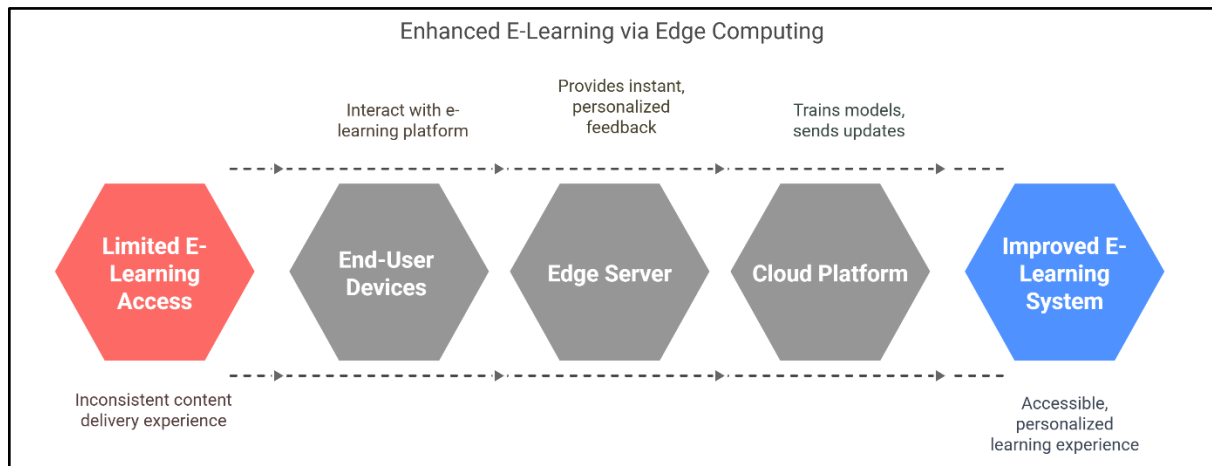 Enhanced E-Learning via Edge Computing
Interact with e-
learning platform
Provides instant,
personalized
feedback
Trains models,
sends updates
Limited E-
Learning
Access
End-User
Devices
Edge Server
Cloud Platform
Improved E-
Learning
System
Inconsistent content
delivery experience
Accessible,
personalized
learning experience